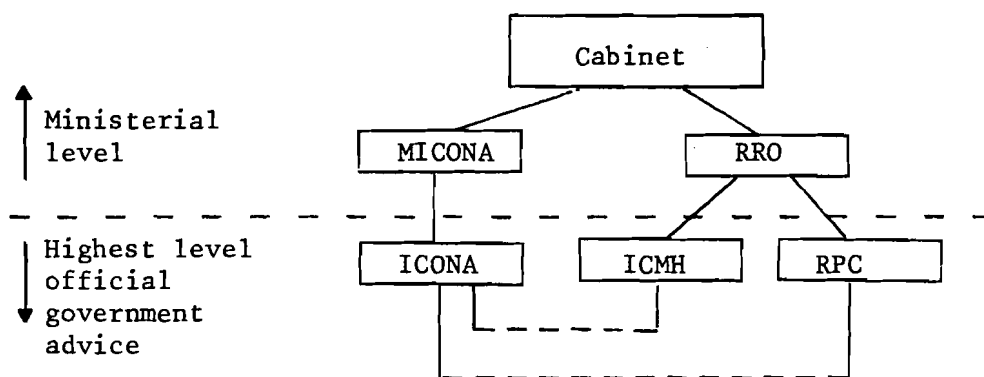 Cabinet
Ministerial
level
MICONA
RRO
Highest level
official
government
advice
ICONA
ICMH
RPC